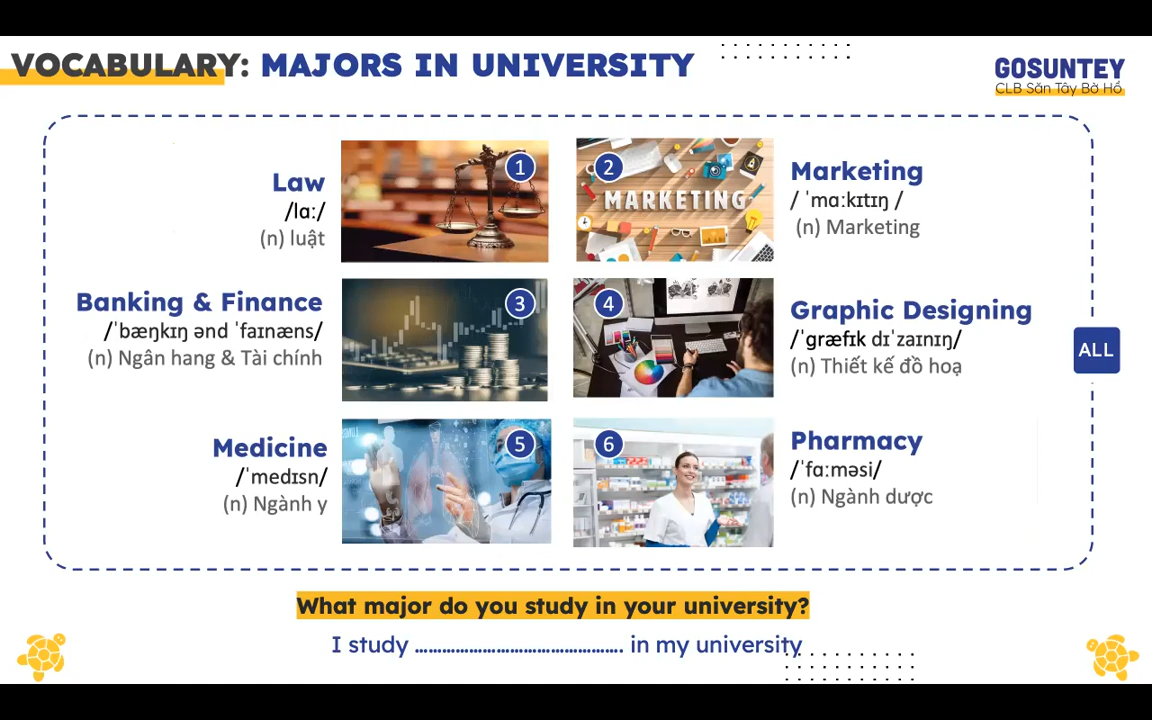 VOCABULARY: MAJORS IN UNIVERSITY
GOSUNTEY
CLB Săn Tây Bờ Hồ
Law
/lɑː/
(n) luật
1
2
MARKETING
Marketing
/ ˈmɑːkɪtɪŋ /
(n) Marketing
Banking & Finance
/ˈbæŋkɪŋ ənd ˈfaɪnæns/
(n) Ngân hang & Tài chính
3
4
Graphic Designing
/ˈgræfɪk dɪˈzaɪnɪŋ/
(n) Thiết kế đồ hoạ
ALL
Medicine
/ˈmedɪsn/
(n) Ngành y
5
6
Pharmacy
/ˈfɑːməsi/
(n) Ngành dược
What major do you study in your university?
I study ………………………………………. in my university